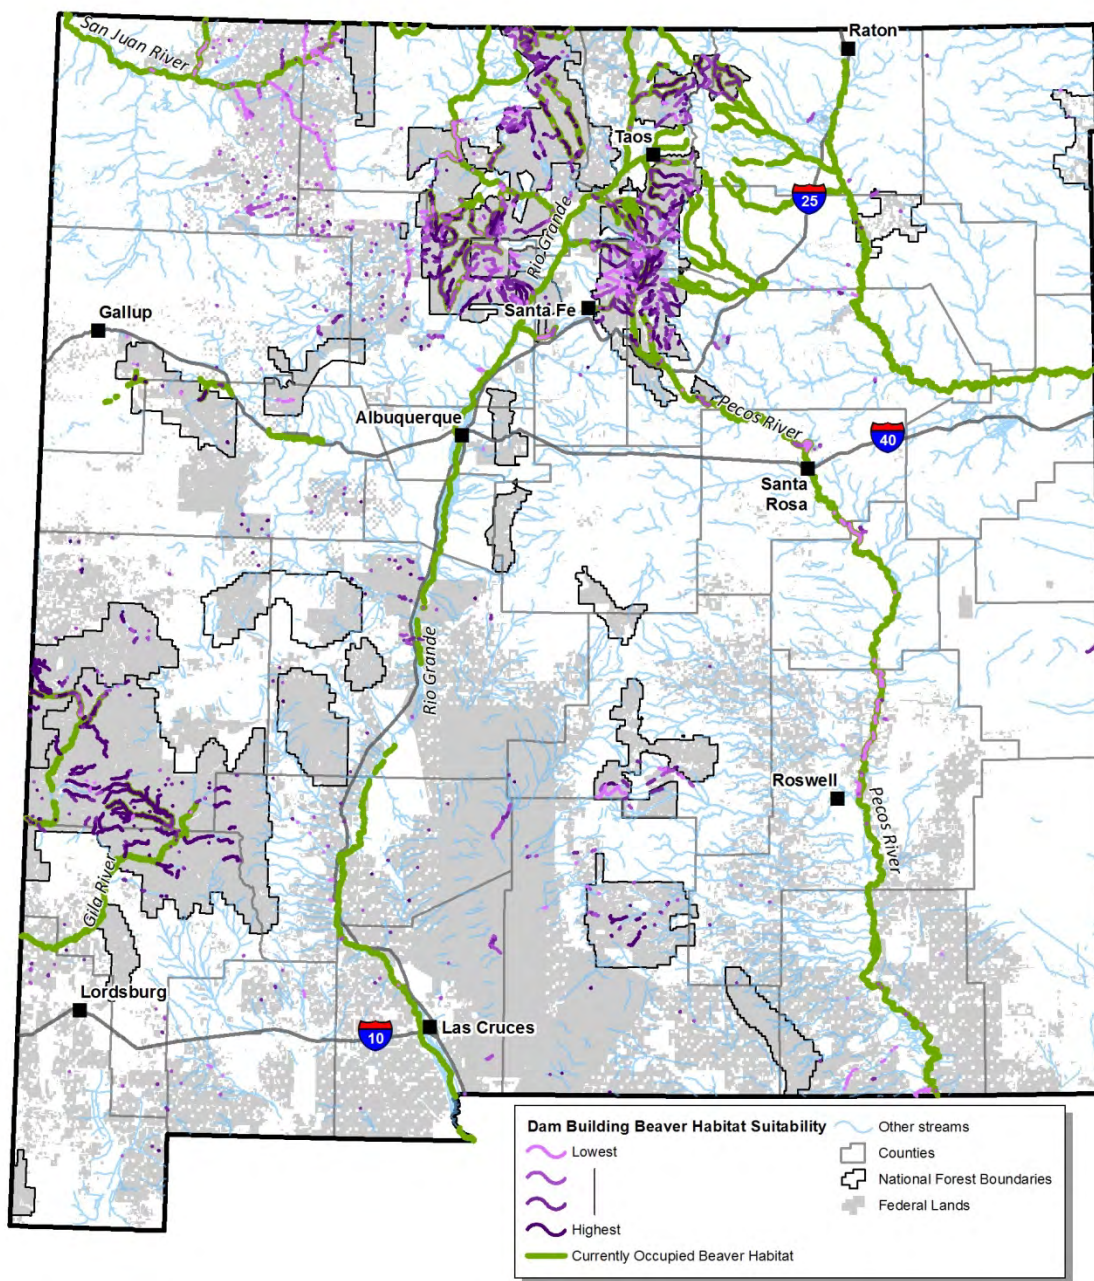 San Juan River
Raton
Taos
25
Rio Grande
Gallup
Santa Fe
Albuquerque
Pecos River
40
Santa
Rosa
Rio Grande
Roswell
Pecos River
Gila River
Lordsburg
10
Las Cruces
Dam Building Beaver Habitat Suitability
Lowest
Highest
Currently Occupied Beaver Habitat
Other streams
Counties
National Forest Boundaries
Federal Lands